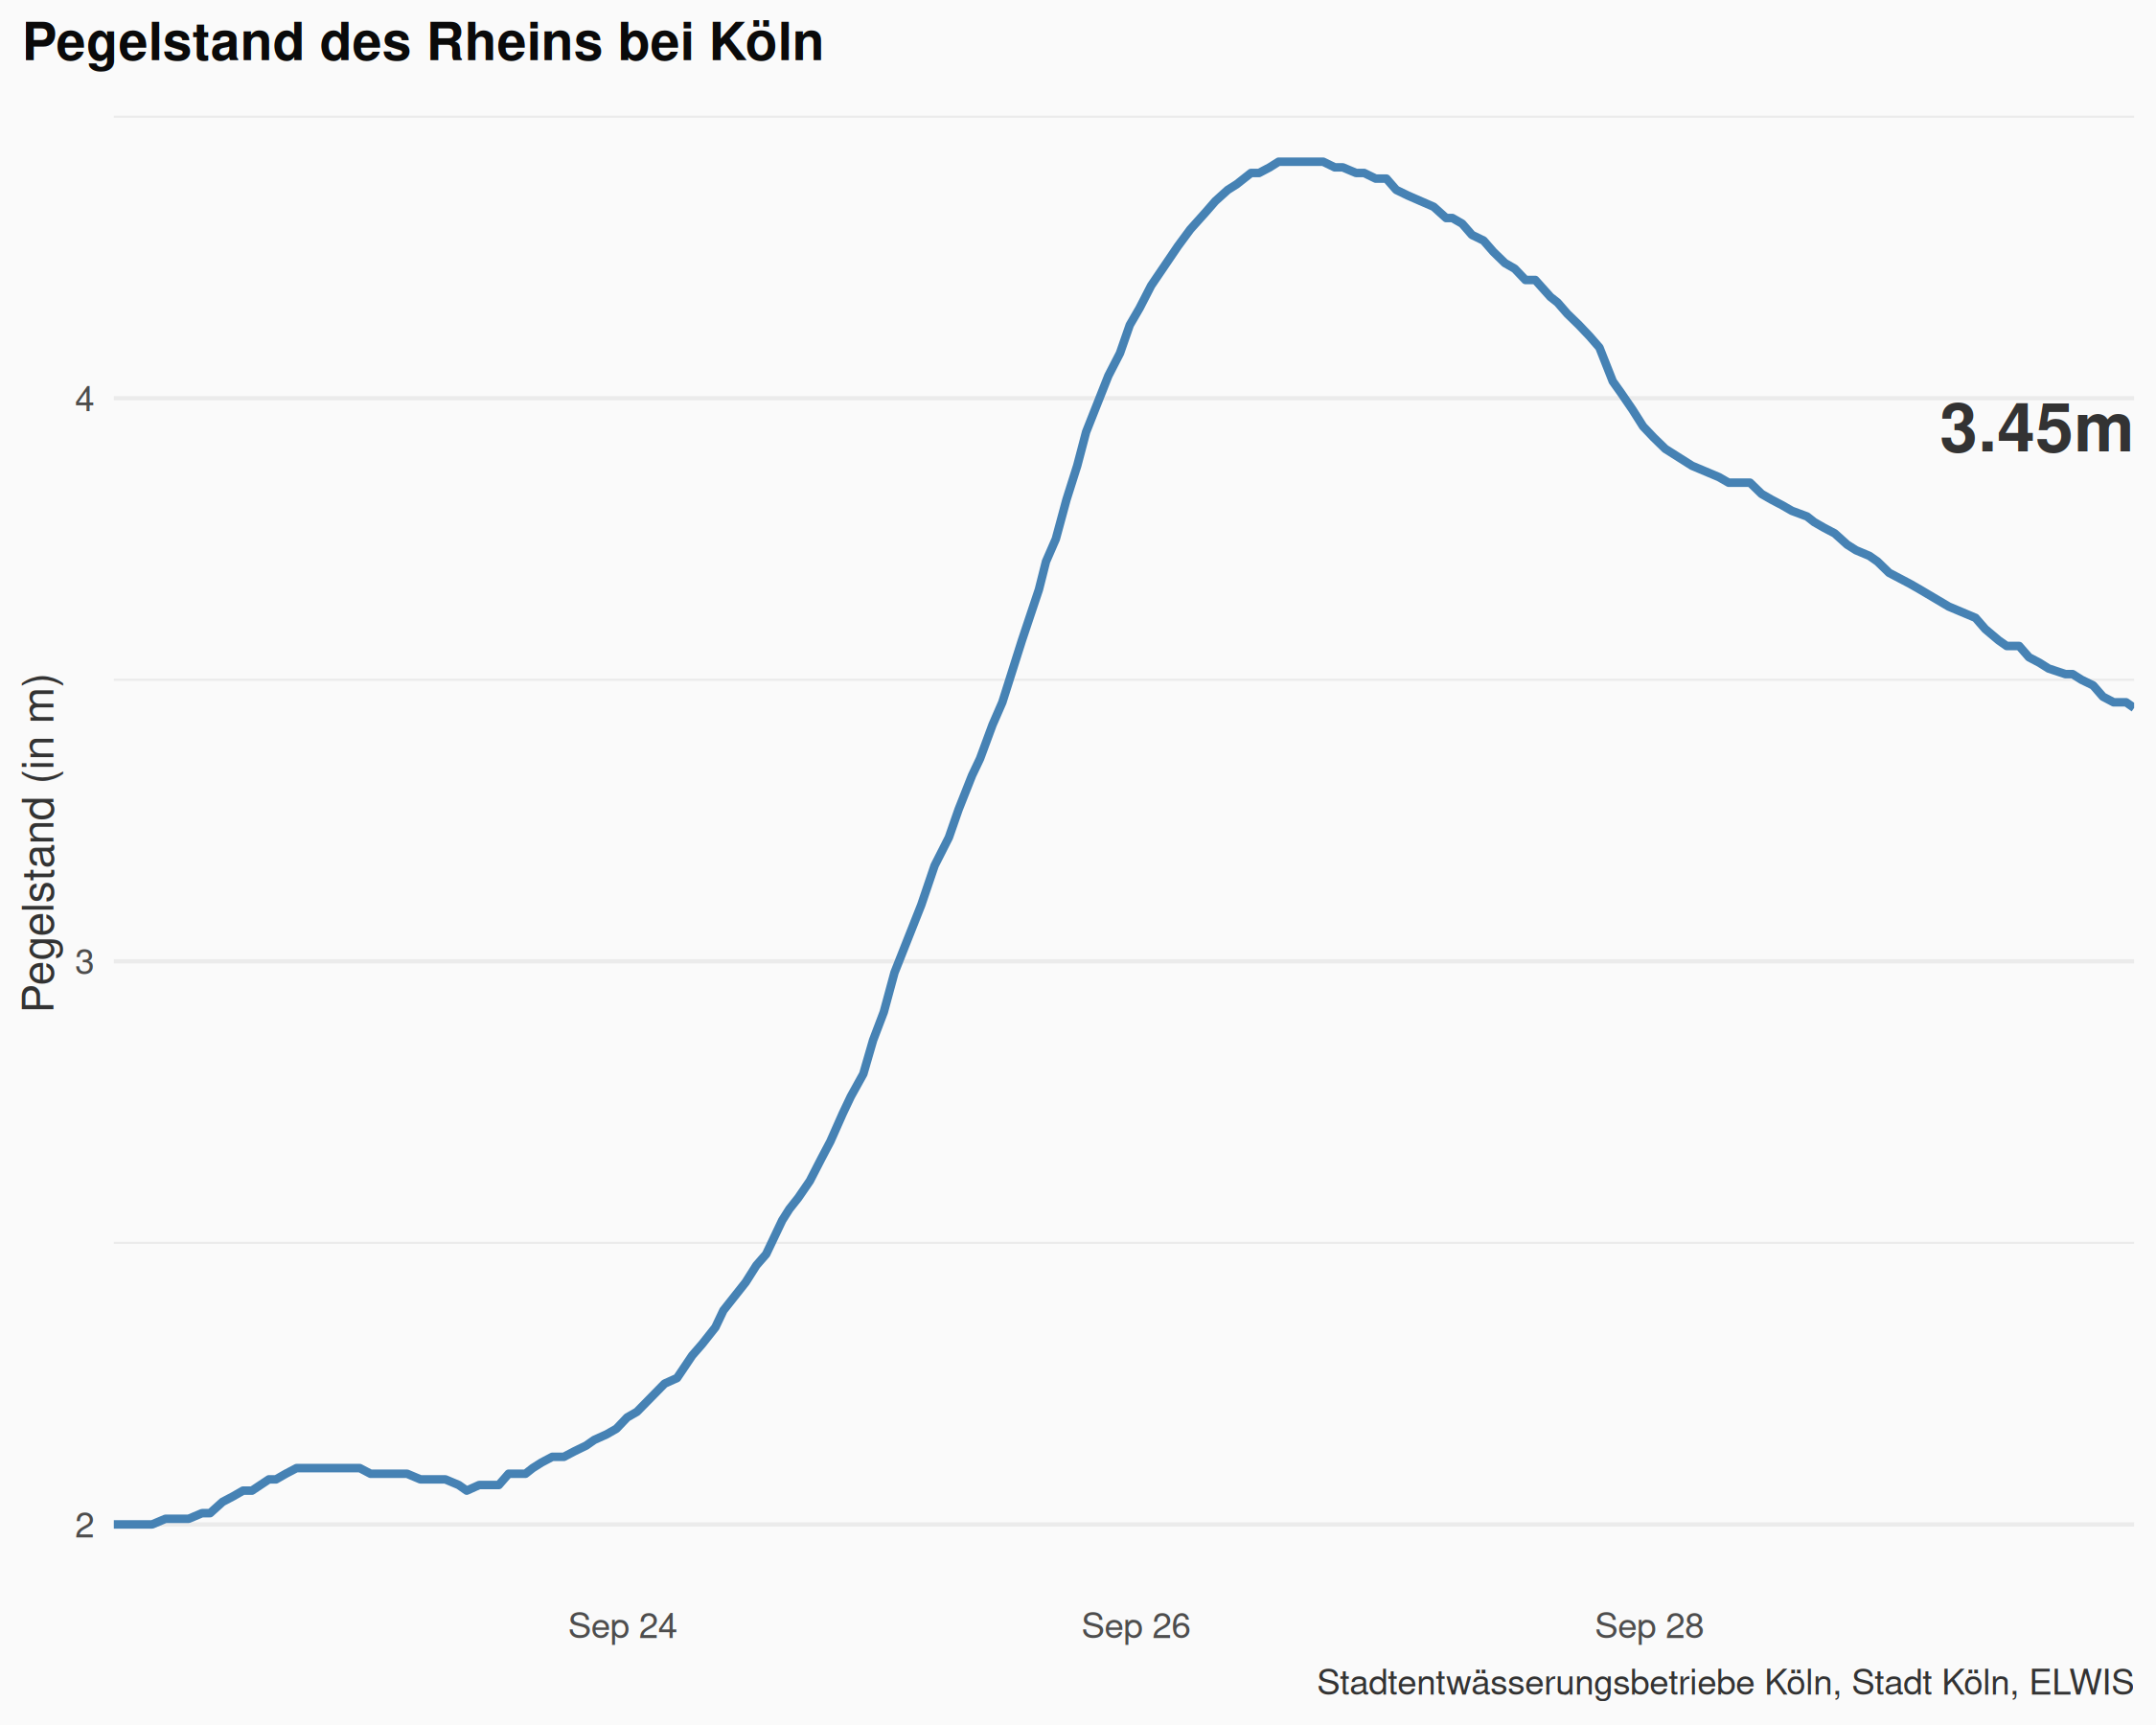 Pegelstand des Rheins bei Köln
Pegelstand (in m)
4
3
2
3.45m
Sep 24
Sep 26
Sep 28
Stadtentwässerungsbetriebe Köln, Stadt Köln, ELWIS